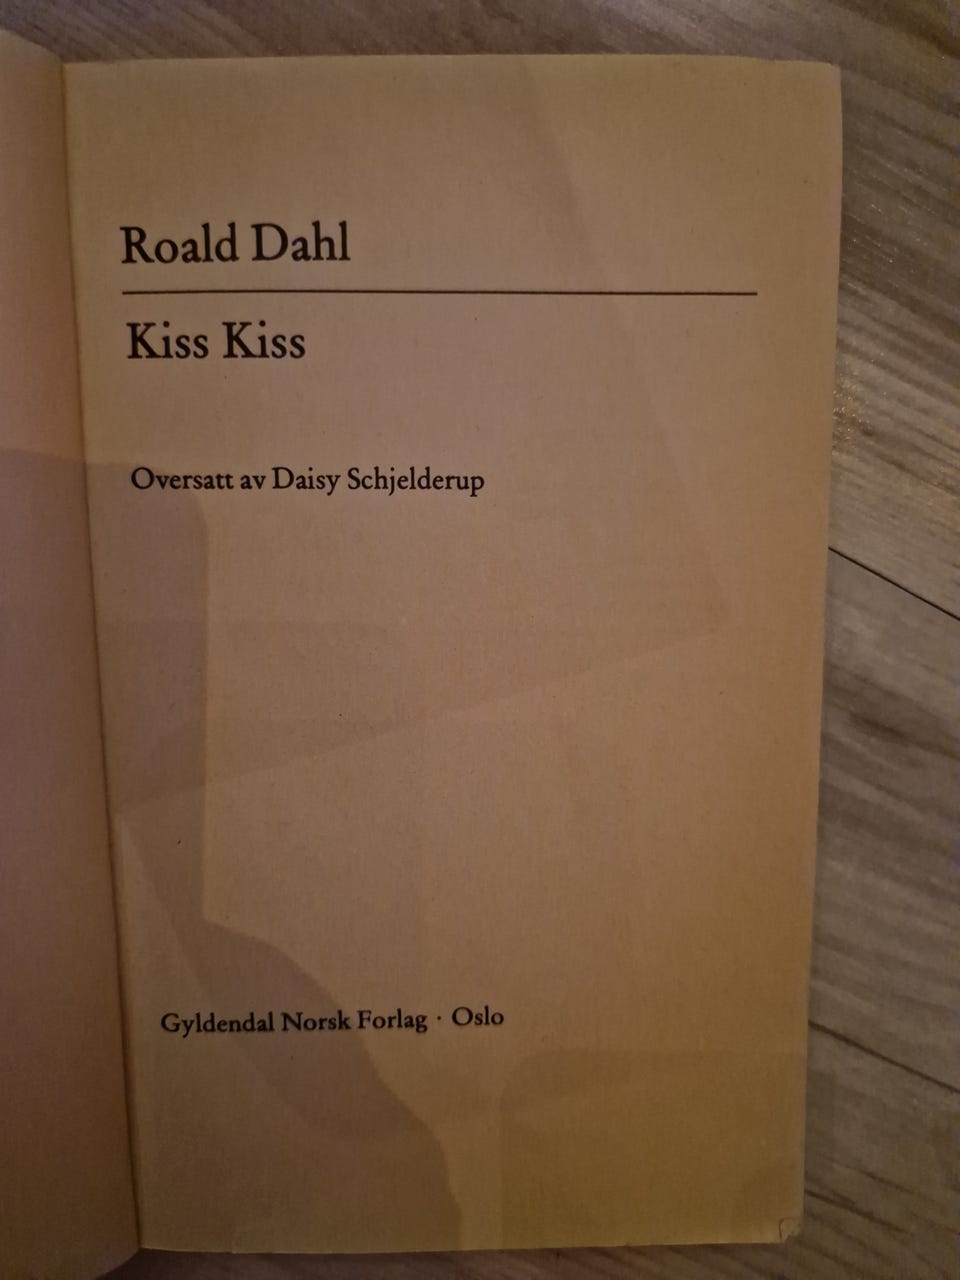 Roald Dahl
Kiss Kiss
Oversatt av Daisy Schjelderup
Gyldendal Norsk Forlag · Oslo